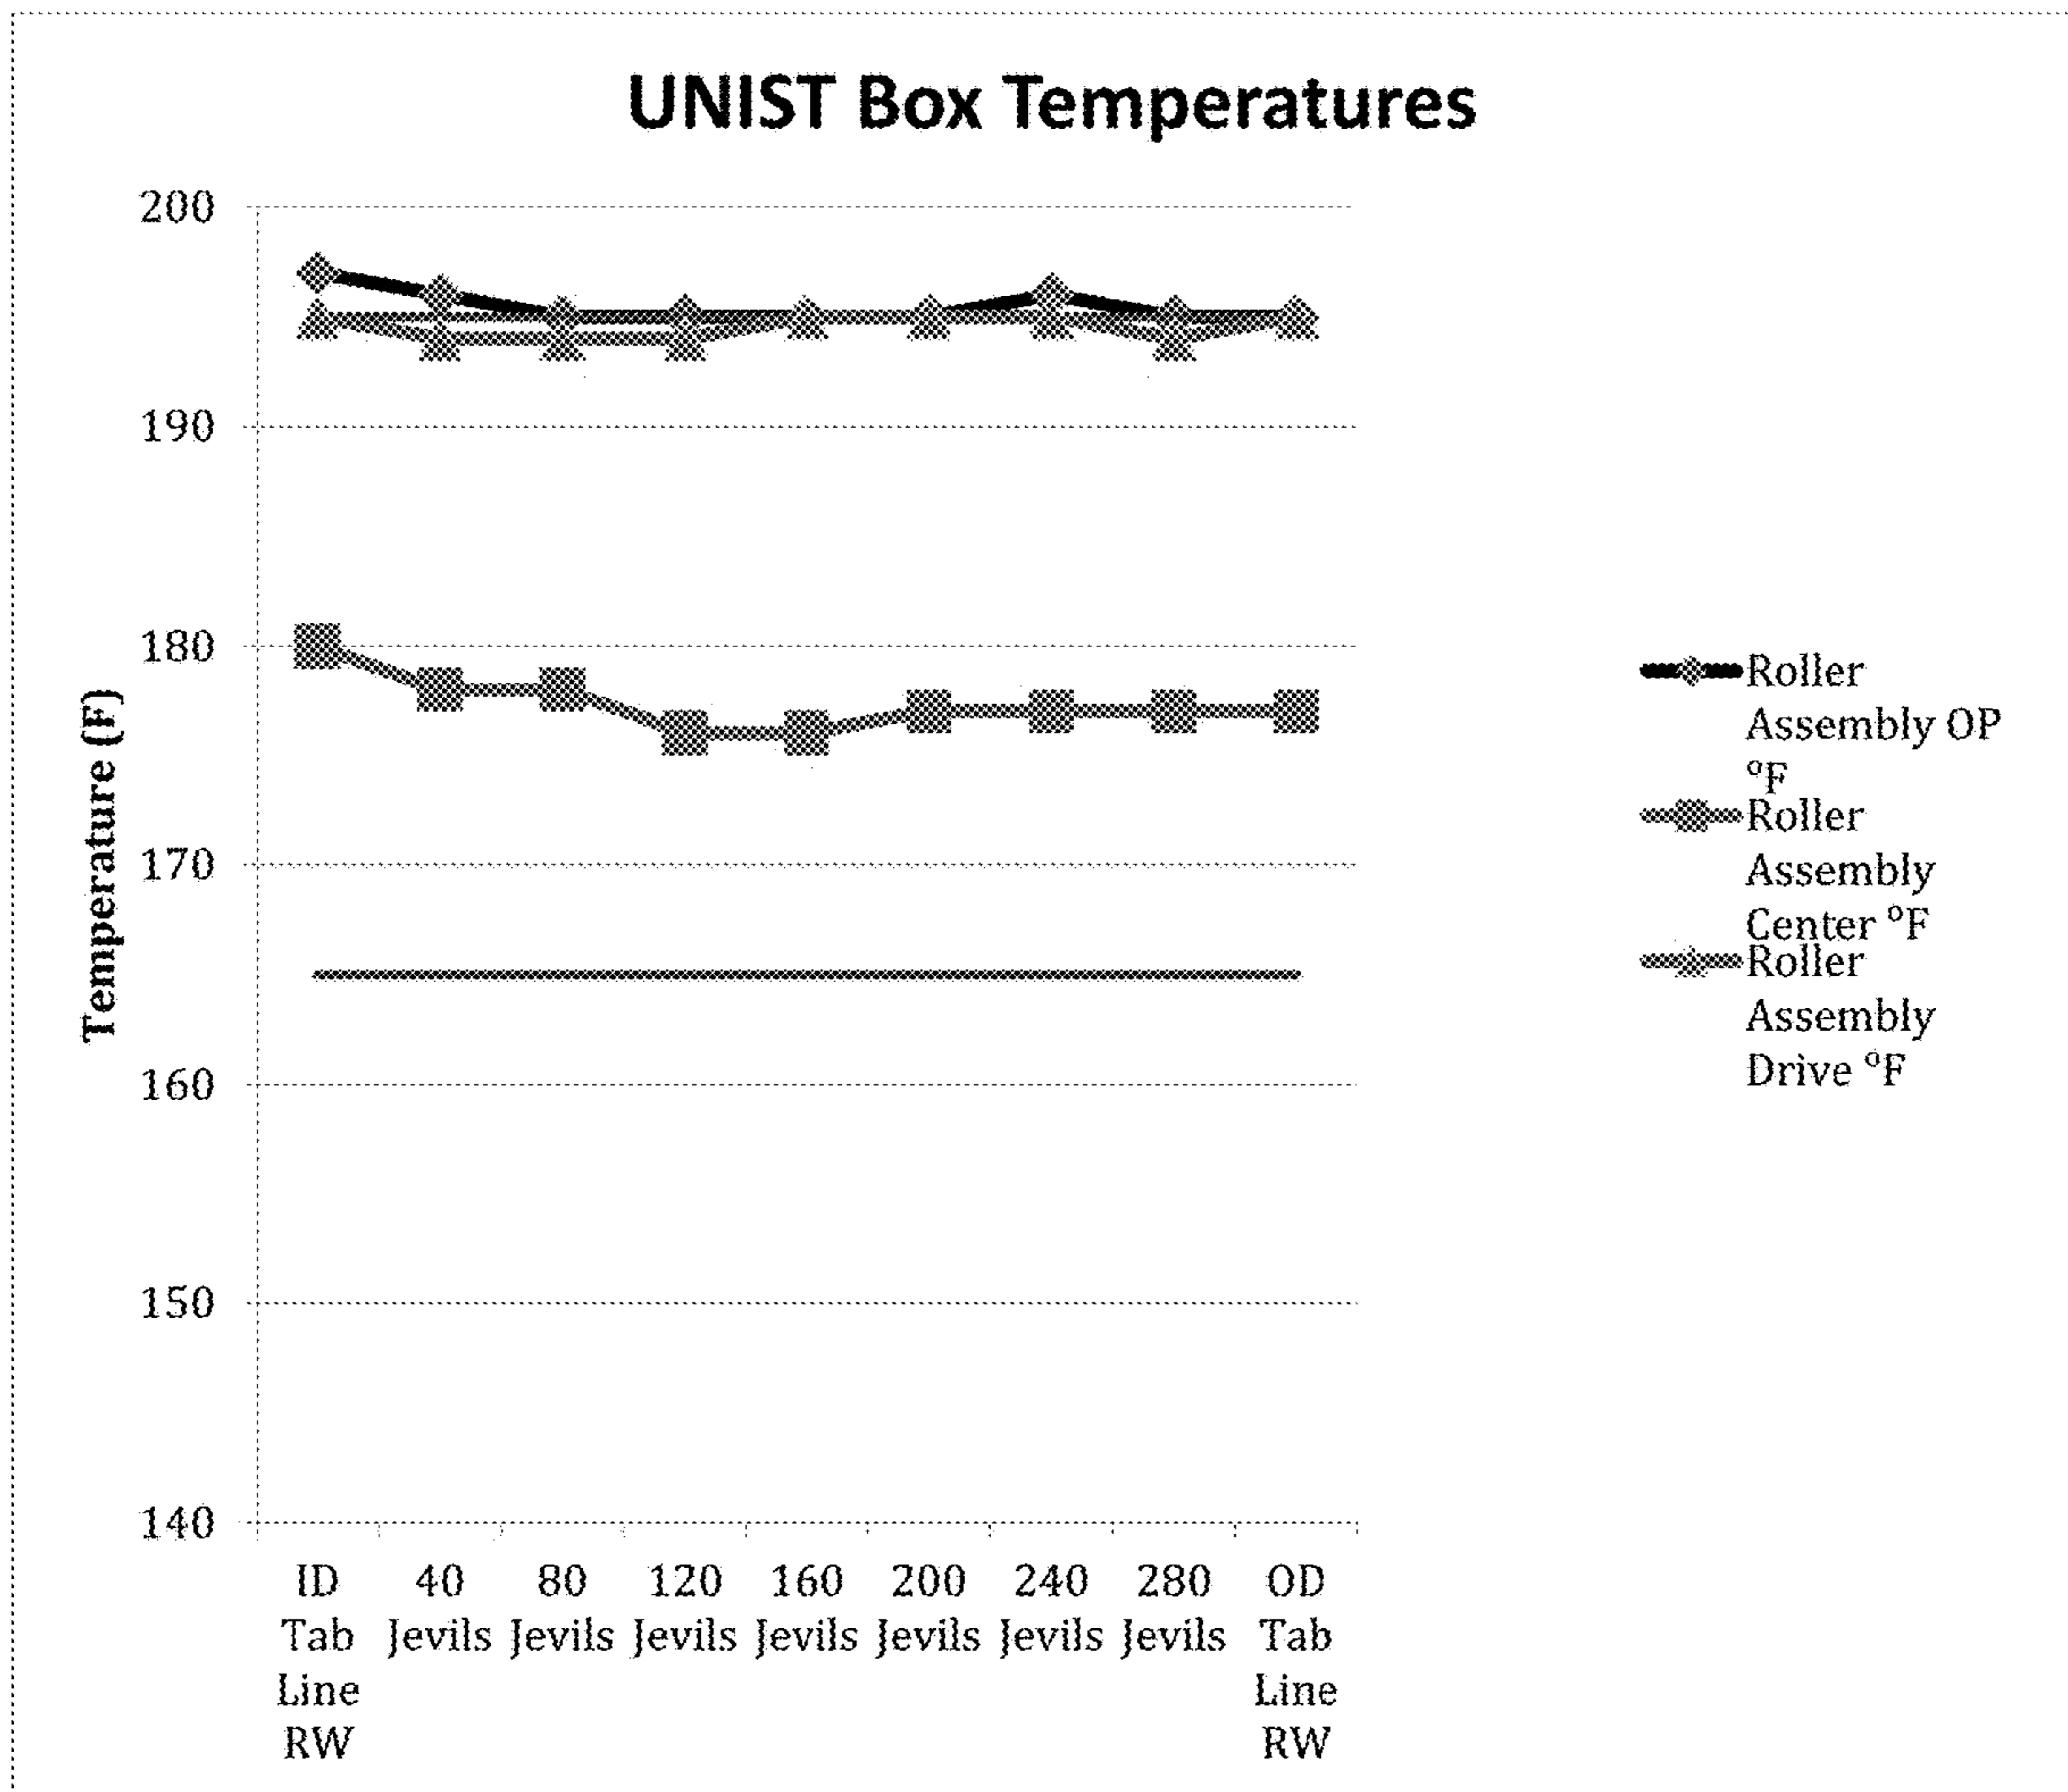 UNIST Box Temperatures
200
190
180
170
160
150
140
Temperature (F)
ID Tab Line RW
40 Jevils
80 Jevils
120 Jevils
160 Jevils
200 Jevils
240 Jevils
280 Jevils
OD Tab Line RW
Roller
Assembly OP
°F
Roller
Assembly
Center °F
Roller
Assembly
Drive °F